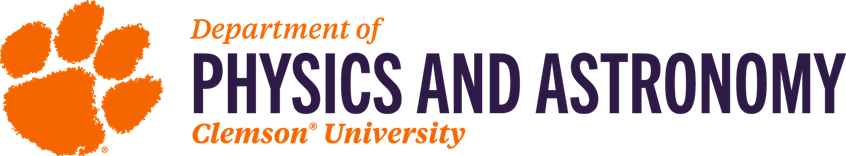 Department of
PHYSICS AND ASTRONOMY
Clemson® University
®